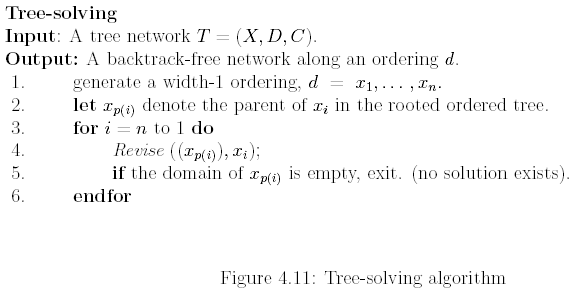 Tree-solving
Input: A tree network T = (X, D, C).
Output: A backtrack-free network along an ordering d.
1. generate a width-1 ordering, d = x₁, . . . , xₙ.
2. let x_{p(i)} denote the parent of x_i in the rooted ordered tree.
3. for i = n to 1 do
4. Revise ((x_{p(i)}), x_i);
5. if the domain of x_{p(i)} is empty, exit. (no solution exists).
6. endfor
Figure 4.11: Tree-solving algorithm